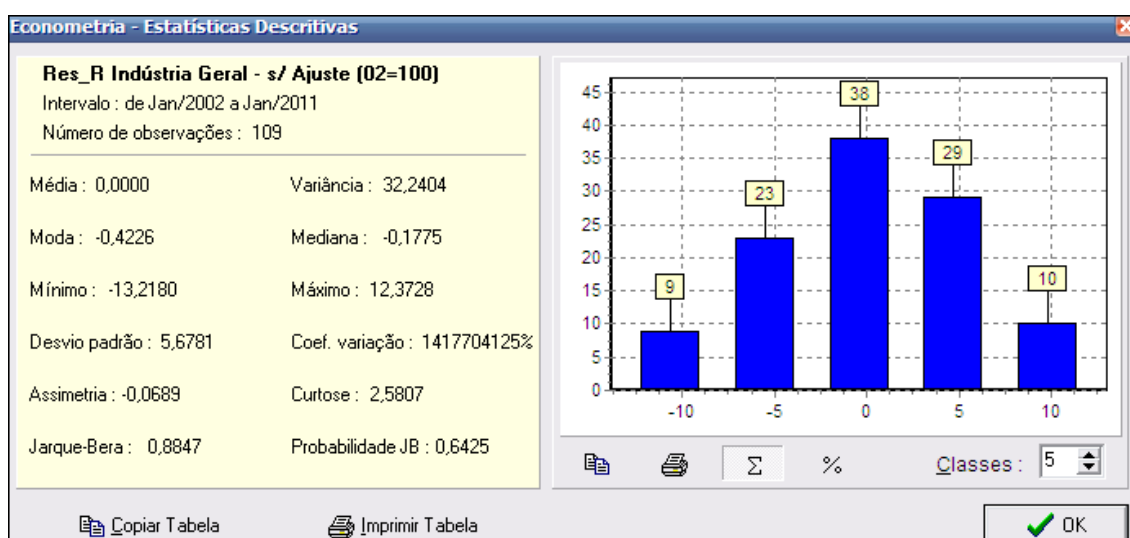 Econometria - Estatísticas Descritivas
Res_R Indústria Geral - s/ Ajuste (02=100)
Intervalo : de Jan/2002 a Jan/2011
Número de observações : 109
Média : 0,0000 Variância : 32,2404
Moda : -0,4226 Mediana : -0,1775
Mínimo : -13,2180 Máximo : 12,3728
Desvio padrão : 5,6781 Coef. variação : 1417704125%
Assimetria : -0,0689 Curtose : 2,5807
Jarque-Bera : 0,8847 Probabilidade JB : 0,6425
45
40
35
30
25
20
15
10
5
0
9
23
38
29
10
-10 -5 0 5 10
Σ % Classes : 5
Copiar Tabela Imprimir Tabela OK